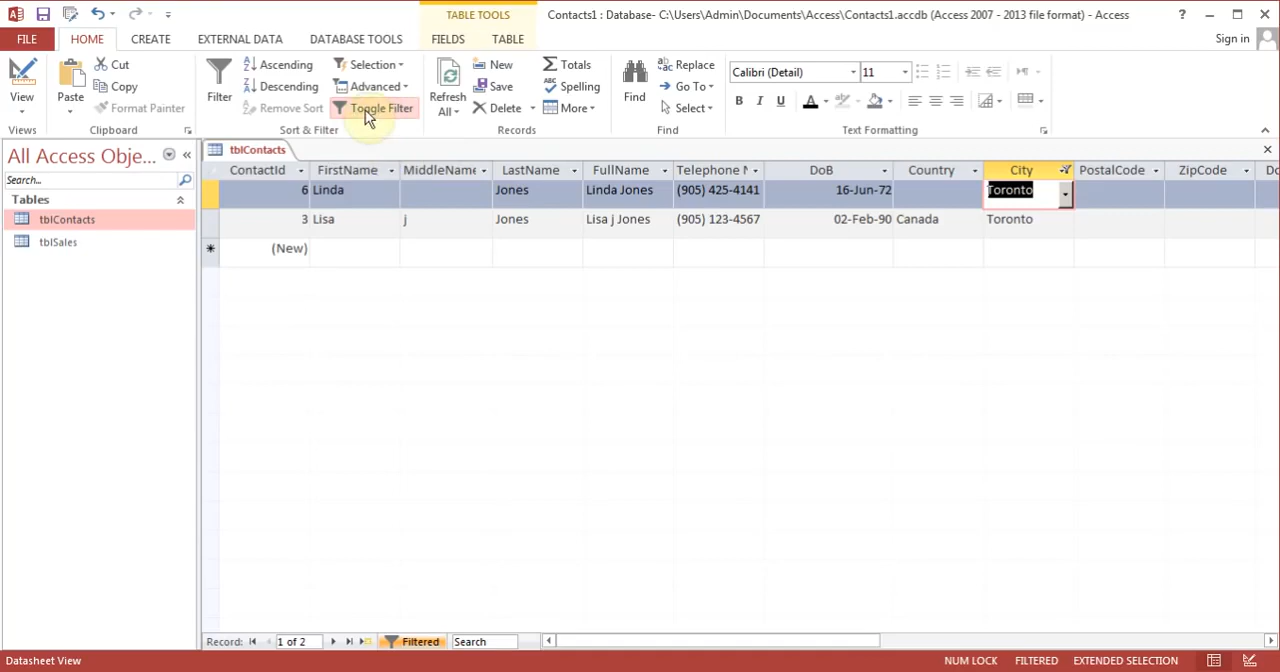 TABLE TOOLS
Contacts1 : Database- C:\Users\Admin\Documents\Access\Contacts1.accdb (Access 2007 - 2013 file format) - Access
?
FILE HOME CREATE EXTERNAL DATA DATABASE TOOLS FIELDS TABLE Sign in
View
Views
Paste
Cut
Copy
Format Painter
Clipboard
Filter
Ascending
Descending
Remove Sort
Selection
Advanced
Toggle Filter
Sort & Filter
Refresh
All
New
Save
Delete
Totals
Spelling
More
Records
Find
Replace
Go To
Select
Find
Calibri (Detail) 11
B I U A
Text Formatting
All Access Obje...
Search...
Tables
tblContacts
tblSales
tblContacts
ContactId FirstName MiddleName LastName FullName Telephone DoB Country City PostalCode ZipCode
6 Linda Jones Linda Jones (905) 425-4141 16-Jun-72 Toronto
3 Lisa j Jones Lisa j Jones (905) 123-4567 02-Feb-90 Canada Toronto
(New)
Record: 1 of 2 Filtered Search
Datasheet View NUM LOCK FILTERED EXTENDED SELECTION